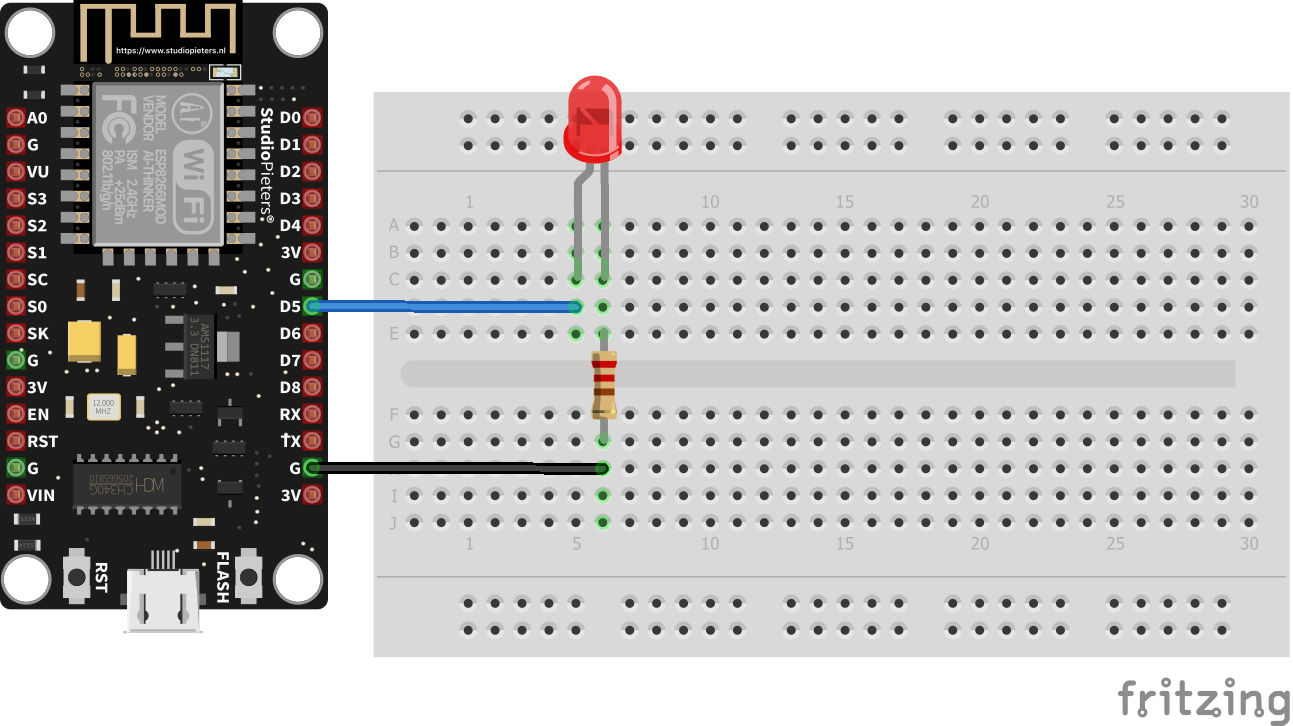 https://www.studiopieters.nl
A0
G
VU
S3
S2
S1
SC
S0
SK
G
3V
EN
RST
G
VIN
D0
D1
D2
D3
D4
3V
G
D5
D6
D7
D8
RX
TX
G
3V
StudioPieters®
MODEL ESP8266MOD
VENDOR AI-THINKER
ISM 2.4GHz
PA +25dBm
802.11b/g/n
FC
Ai
WiFi
AMS1117
3.3 DN811
12.000
MHZ
WCH
CH340G
RST
FLASH
1 10 15 20 25 30
A
B
C
E
F
G
I
J
1 5 10 15 20 25 30
fritzing